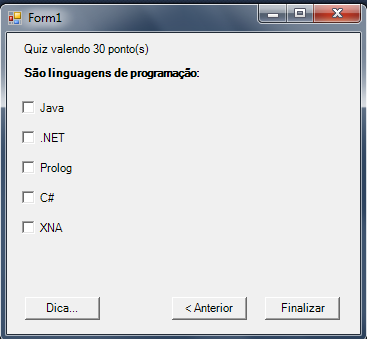 Form1
Quiz valendo 30 ponto(s)
São linguagens de programação:
Java
.NET
Prolog
C#
XNA
Dica...
< Anterior
Finalizar